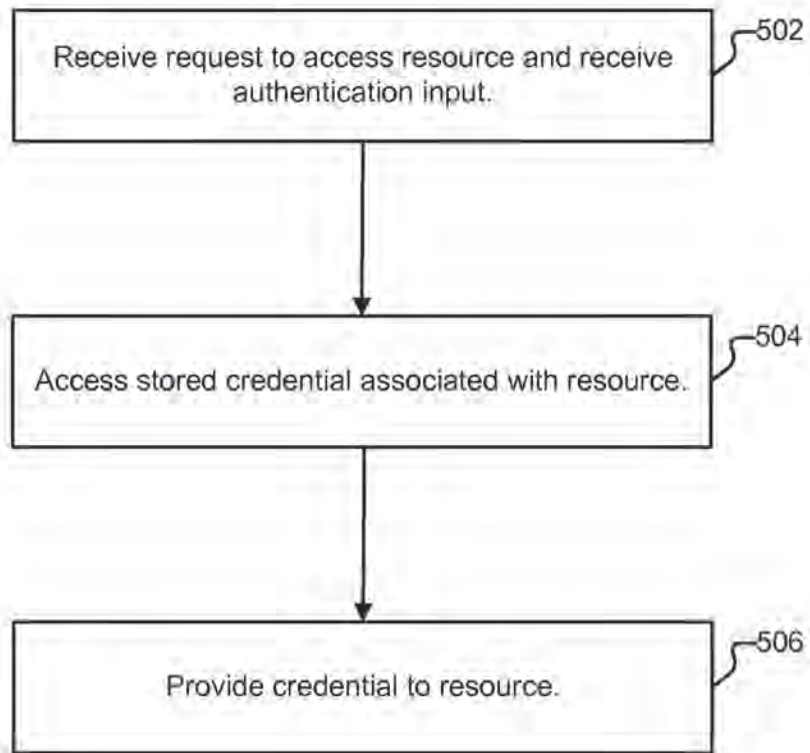 Receive request to access resource and receive
authentication input.
502
Access stored credential associated with resource.
504
Provide credential to resource.
506